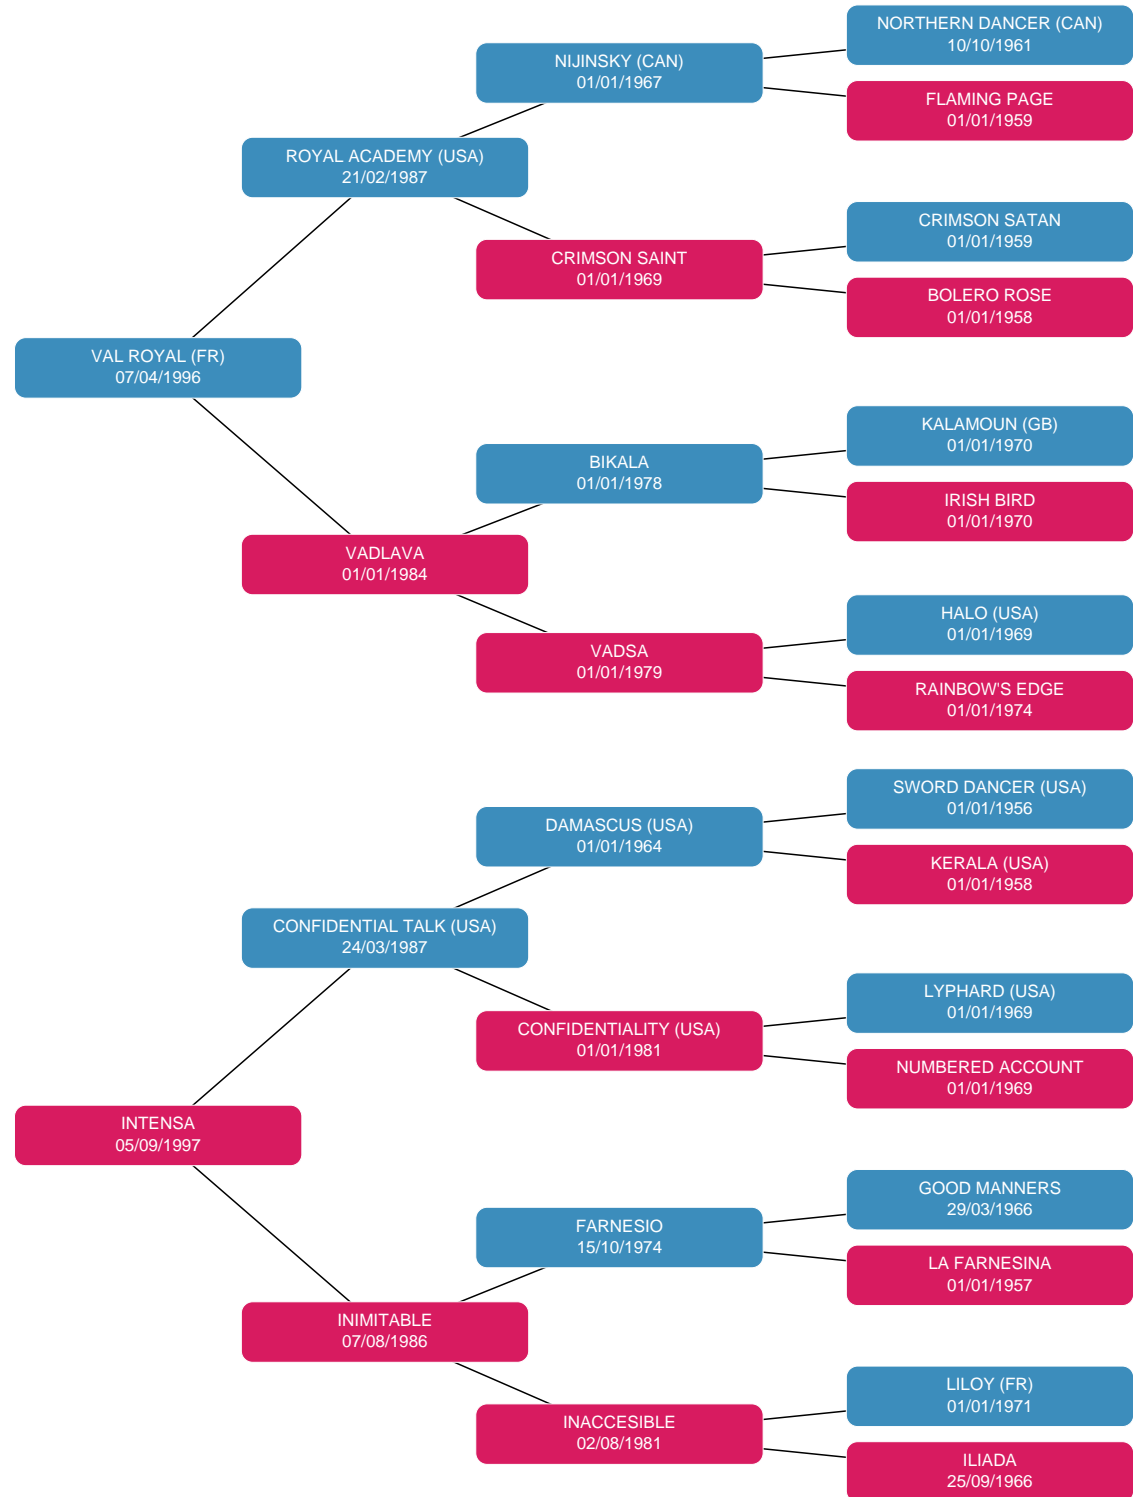 NORTHERN DANCER (CAN)
10/10/1961
NIJINSKY (CAN)
01/01/1967
FLAMING PAGE
01/01/1959
ROYAL ACADEMY (USA)
21/02/1987
CRIMSON SATAN
01/01/1959
CRIMSON SAINT
01/01/1969
BOLERO ROSE
01/01/1958
VAL ROYAL (FR)
07/04/1996
KALAMOUN (GB)
01/01/1970
BIKALA
01/01/1978
IRISH BIRD
01/01/1970
VADLAVA
01/01/1984
HALO (USA)
01/01/1969
VADSA
01/01/1979
RAINBOW'S EDGE
01/01/1974
SWORD DANCER (USA)
01/01/1956
DAMASCUS (USA)
01/01/1964
KERALA (USA)
01/01/1958
CONFIDENTIAL TALK (USA)
24/03/1987
LYPHARD (USA)
01/01/1969
CONFIDENTIALITY (USA)
01/01/1981
NUMBERED ACCOUNT
01/01/1969
INTENSA
05/09/1997
GOOD MANNERS
29/03/1966
FARNESIO
15/10/1974
LA FARNESINA
01/01/1957
INIMITABLE
07/08/1986
LILOY (FR)
01/01/1971
INACCESIBLE
02/08/1981
ILIADA
25/09/1966